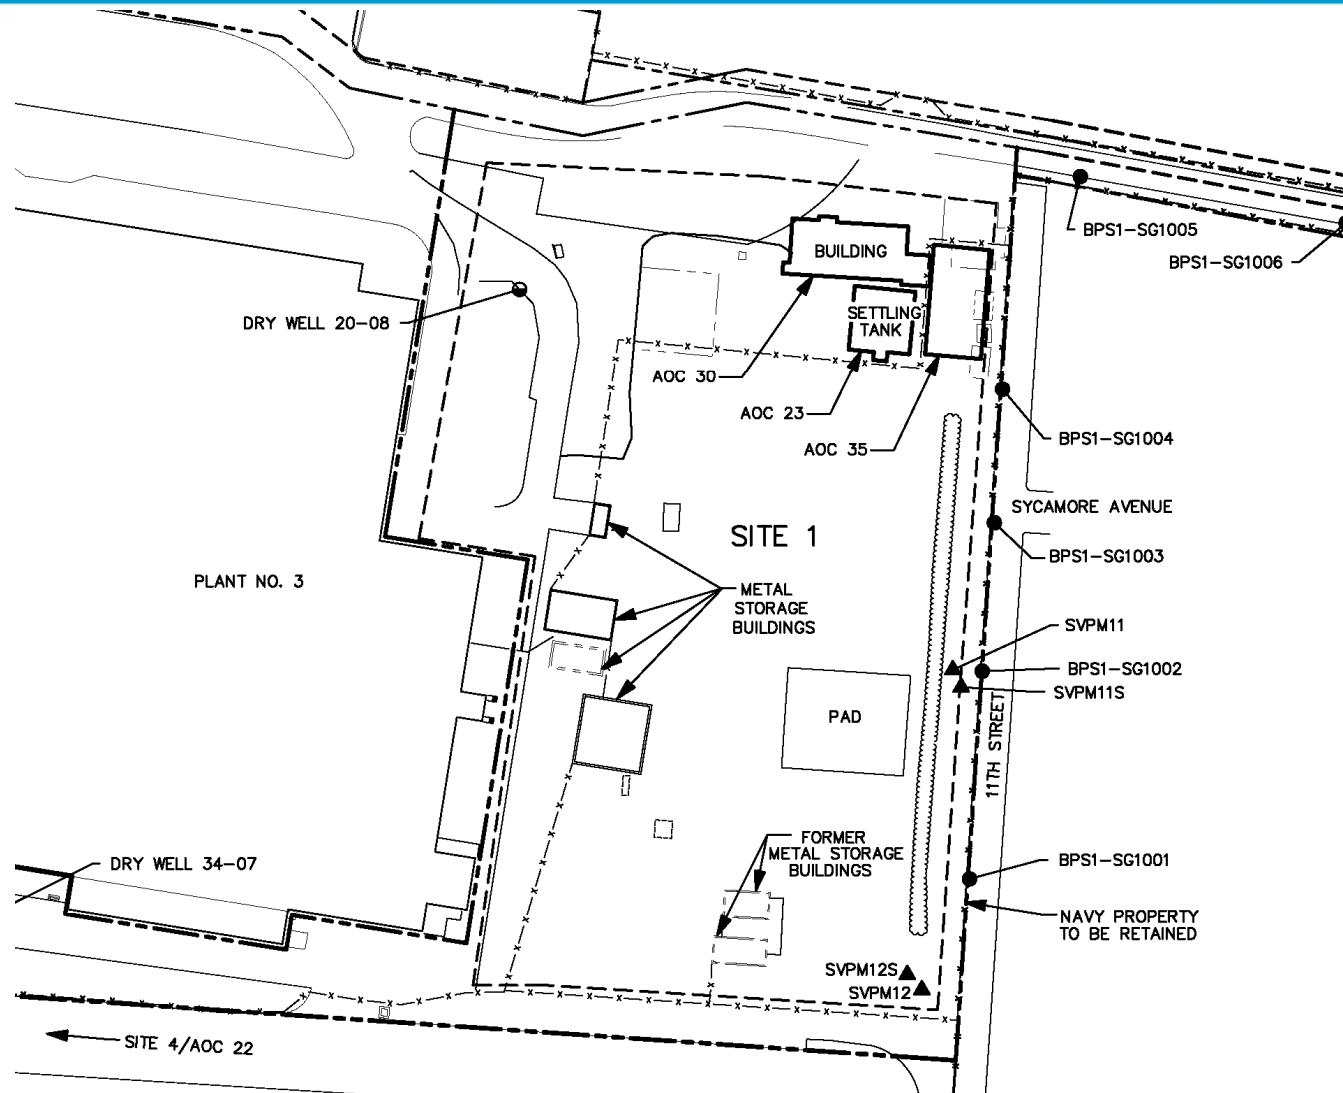 BPS1-SG1005
BPS1-SG1006
BUILDING
SETTLING
TANK
DRY WELL 20-08
AOC 30
AOC 23
AOC 35
BPS1-SG1004
SYCAMORE AVENUE
SITE 1
BPS1-SG1003
PLANT NO. 3
METAL
STORAGE
BUILDINGS
SVPM11
BPS1-SG1002
SVPM11S
PAD
11TH STREET
FORMER
METAL STORAGE
BUILDINGS
DRY WELL 34-07
BPS1-SG1001
NAVY PROPERTY
TO BE RETAINED
SVPM12S
SVPM12
SITE 4/AOC 22